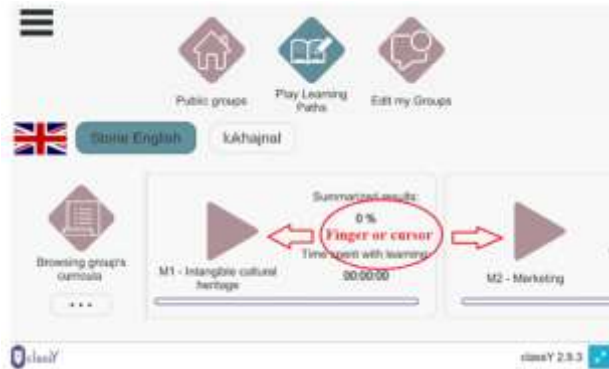 Public groups
Play Learning
Paths
Edit my Groups
Stone English
lukhajnal
Summarized results:
0 %
Finger or cursor
Time spent with learning
00:00:00
Browsing group's
curricula
...
M1 - Intangible cultural
heritage
M2 - Marketing
classY
classY 2.9.3